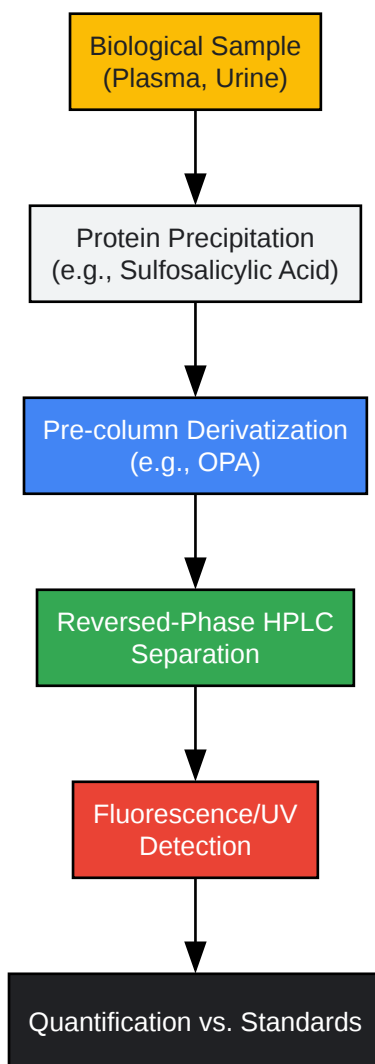 Biological Sample
(Plasma, Urine)
Protein Precipitation
(e.g., Sulfosalicylic Acid)
Pre-column Derivatization
(e.g., OPA)
Reversed-Phase HPLC
Separation
Fluorescence/UV
Detection
Quantification vs. Standards